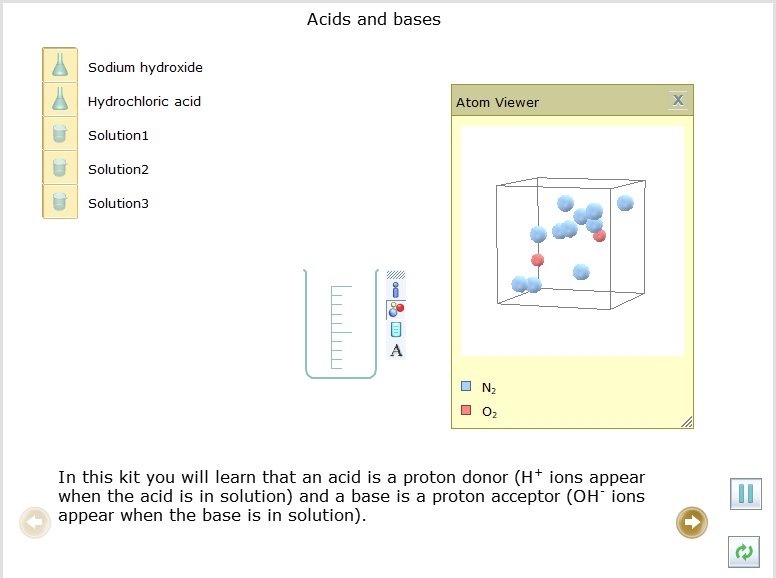 Acids and bases
Sodium hydroxide
Hydrochloric acid
Solution1
Solution2
Solution3
Atom Viewer X
A
N₂
O₂
In this kit you will learn that an acid is a proton donor (H⁺ ions appear
when the acid is in solution) and a base is a proton acceptor (OH⁻ ions
appear when the base is in solution).